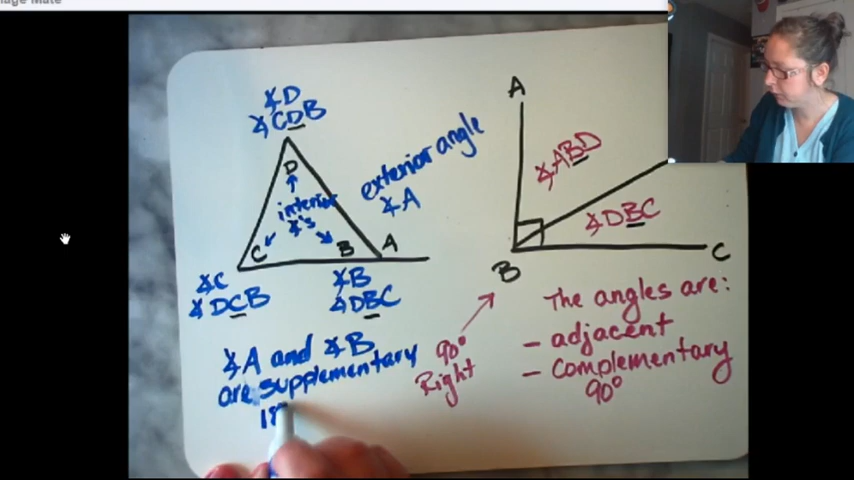 ∡D
∡CDB
D
interior
∡'s
C
B
A
exterior angle
∡A
∡C
∡DCB
∡B
∡DBC
∡A and ∡B
are supplementary
A
∡ABD
∡DBC
B
C
90°
Right
The angles are:
- adjacent
- complementary
90°